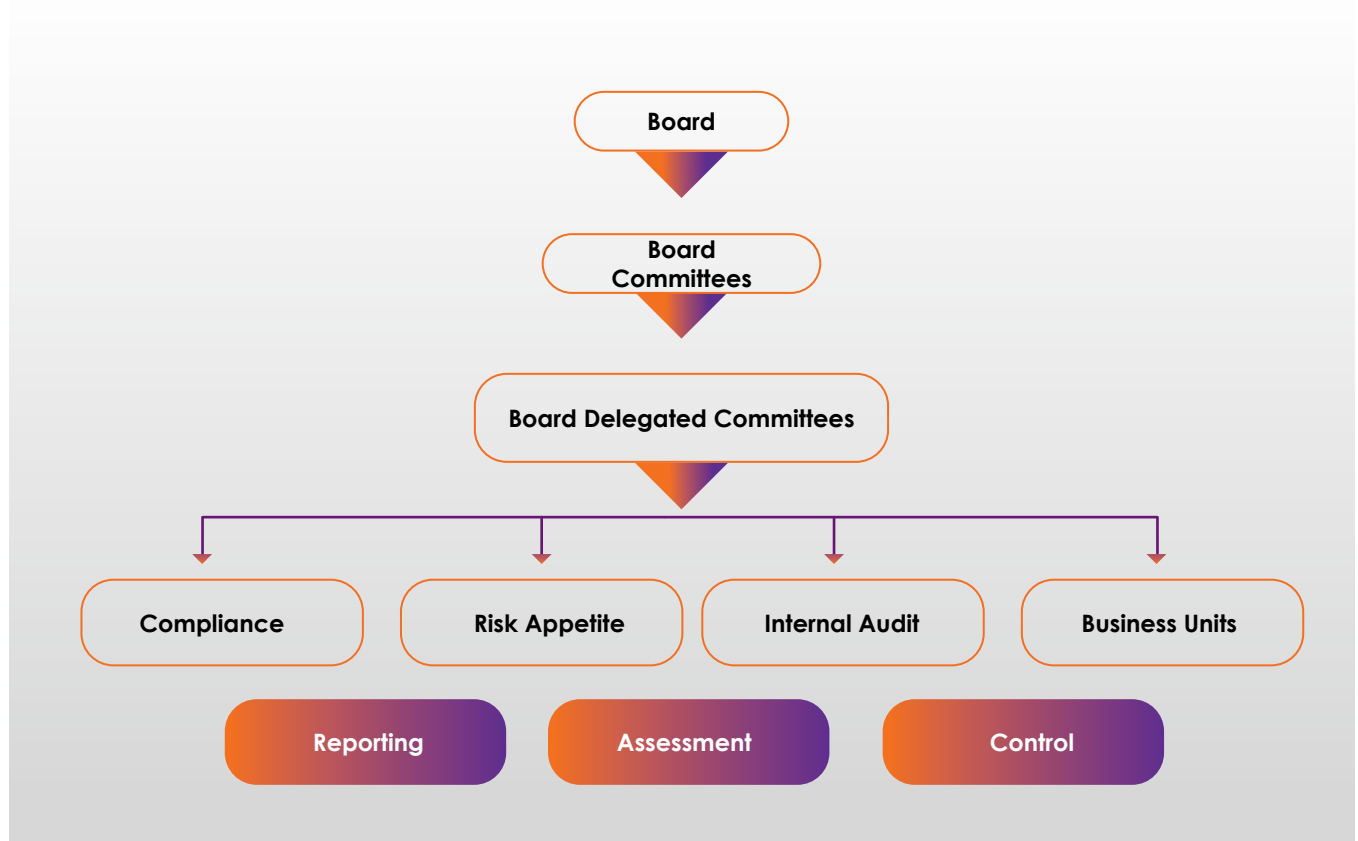 Board
Board
Committees
Board Delegated Committees
Compliance
Risk Appetite
Internal Audit
Business Units
Reporting
Assessment
Control